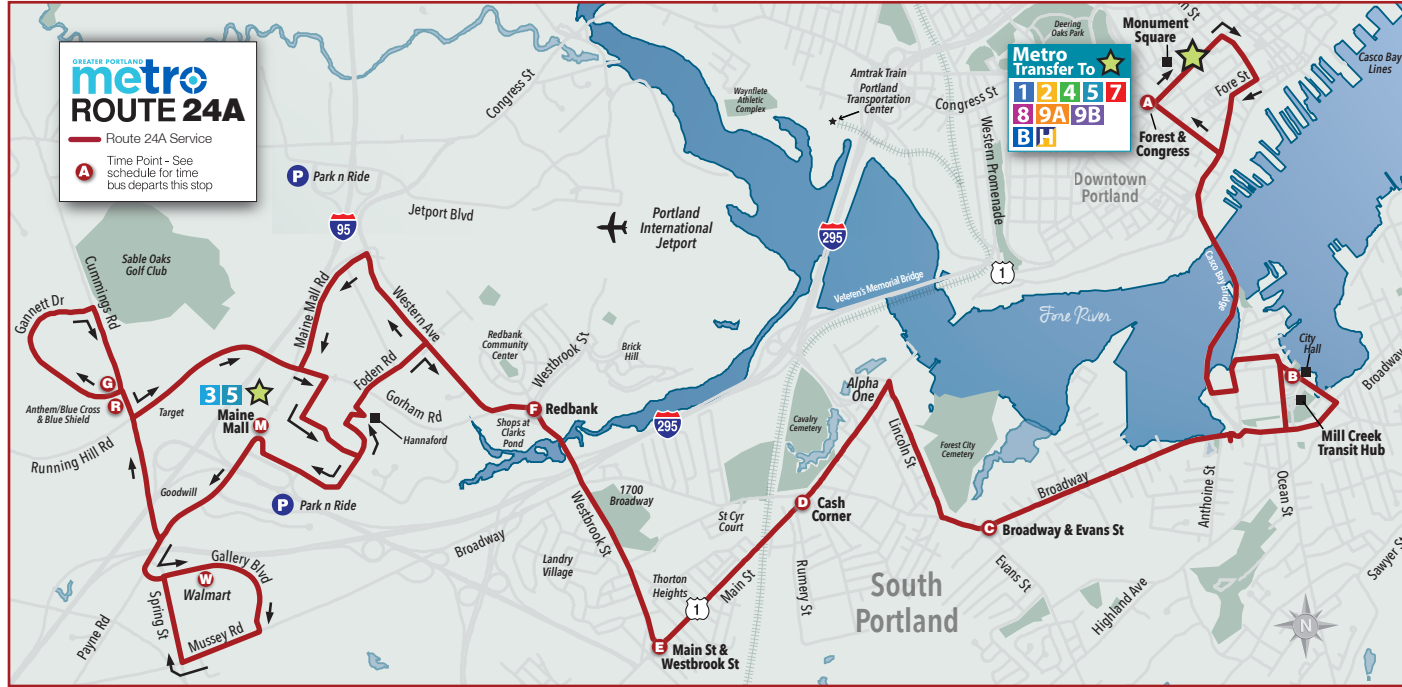 GREATER PORTLAND
metro
ROUTE 24A
Route 24A Service
A
Time Point - See
schedule for time
bus departs this stop
P Park n Ride
Jetport Blvd
95
Congress St
Portland
International
Jetport
Waynflete
Athletic
Complex
Amtrak Train
Portland
Transportation
Center
Congress St
Western Promenade
Deering
Oaks Park
Metro
Transfer To
1 2 4 5 7
8 9A 9B
B H
Monument
Square
Fore St
A
Forest &
Congress
Downtown
Portland
Casco Bay
Lines
Casco Bay Bridge
295
1
Veteren's Memorial Bridge
Fore River
City
Hall
B
Broadway
Mill Creek
Transit Hub
Sable Oaks
Golf Club
Cummings Rd
Gannett Dr
G
R
Anthem/Blue Cross
& Blue Shield
Running Hill Rd
Target
3 5
Maine
Mall
M
Maine Mall Rd
Western Ave
Foden Rd
Gorham Rd
Hannaford
Goodwill
P Park n Ride
Redbank
Community
Center
Westbrook St
Brick
Hill
F Redbank
Shops at
Clarks
Pond
295
Alpha
One
Cavalry
Cemetery
Lincoln St
Forest City
Cemetery
1700
Broadway
St Cyr
Court
D
Cash
Corner
C Broadway & Evans St
Broadway
Anthoine St
Ocean St
Sawyer St
Evans St
Highland Ave
Rumery St
South
Portland
Main St
1
Thorton
Heights
Landry
Village
Westbrook St
Broadway
E Main St &
Westbrook St
Gallery Blvd
W
Walmart
Spring St
Mussey Rd
Payne Rd
N